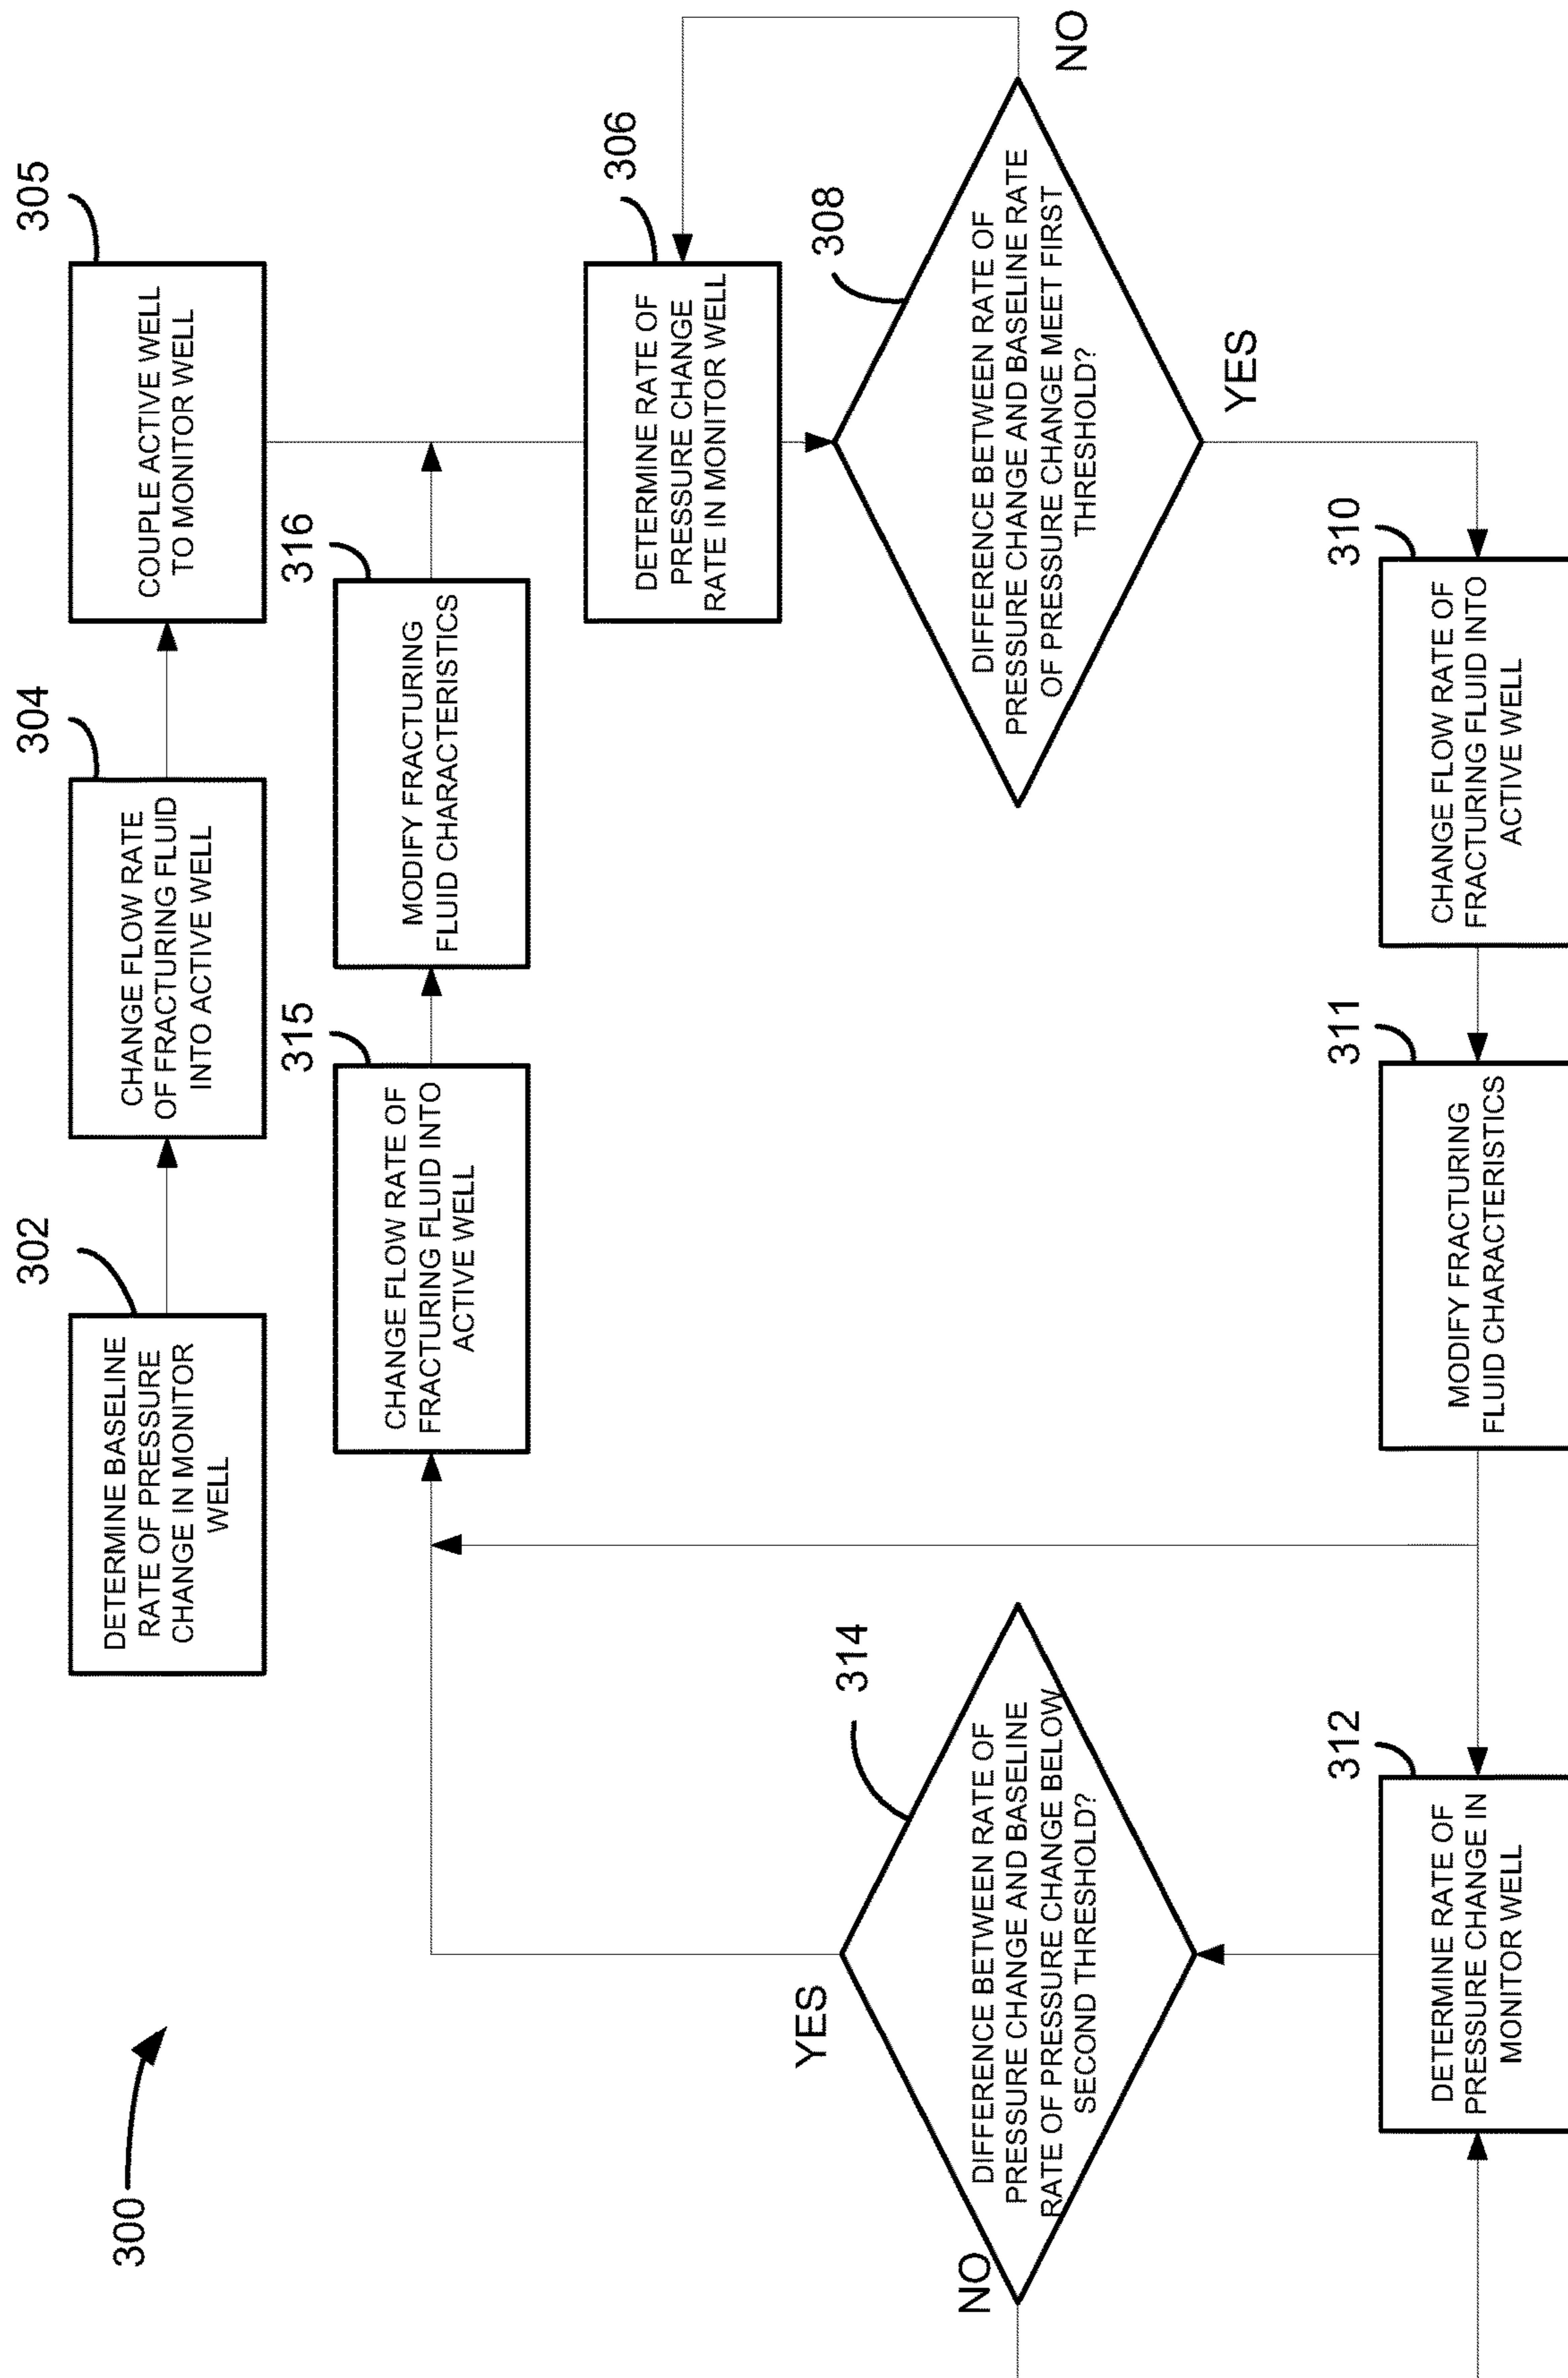 300
302
DETERMINE BASELINE
RATE OF PRESSURE
CHANGE IN MONITOR
WELL
304
CHANGE FLOW RATE
OF FRACTURING FLUID
INTO ACTIVE WELL
305
COUPLE ACTIVE WELL
TO MONITOR WELL
315
CHANGE FLOW RATE OF
FRACTURING FLUID INTO
ACTIVE WELL
316
MODIFY FRACTURING
FLUID CHARACTERISTICS
306
DETERMINE RATE OF
PRESSURE CHANGE
RATE IN MONITOR WELL
308
DIFFERENCE BETWEEN RATE OF
PRESSURE CHANGE AND BASELINE RATE
OF PRESSURE CHANGE MEET FIRST
THRESHOLD?
NO
YES
314
DIFFERENCE BETWEEN RATE OF
PRESSURE CHANGE AND BASELINE
RATE OF PRESSURE CHANGE BELOW
SECOND THRESHOLD?
YES
NO
312
DETERMINE RATE OF
PRESSURE CHANGE IN
MONITOR WELL
311
MODIFY FRACTURING
FLUID CHARACTERISTICS
310
CHANGE FLOW RATE OF
FRACTURING FLUID INTO
ACTIVE WELL